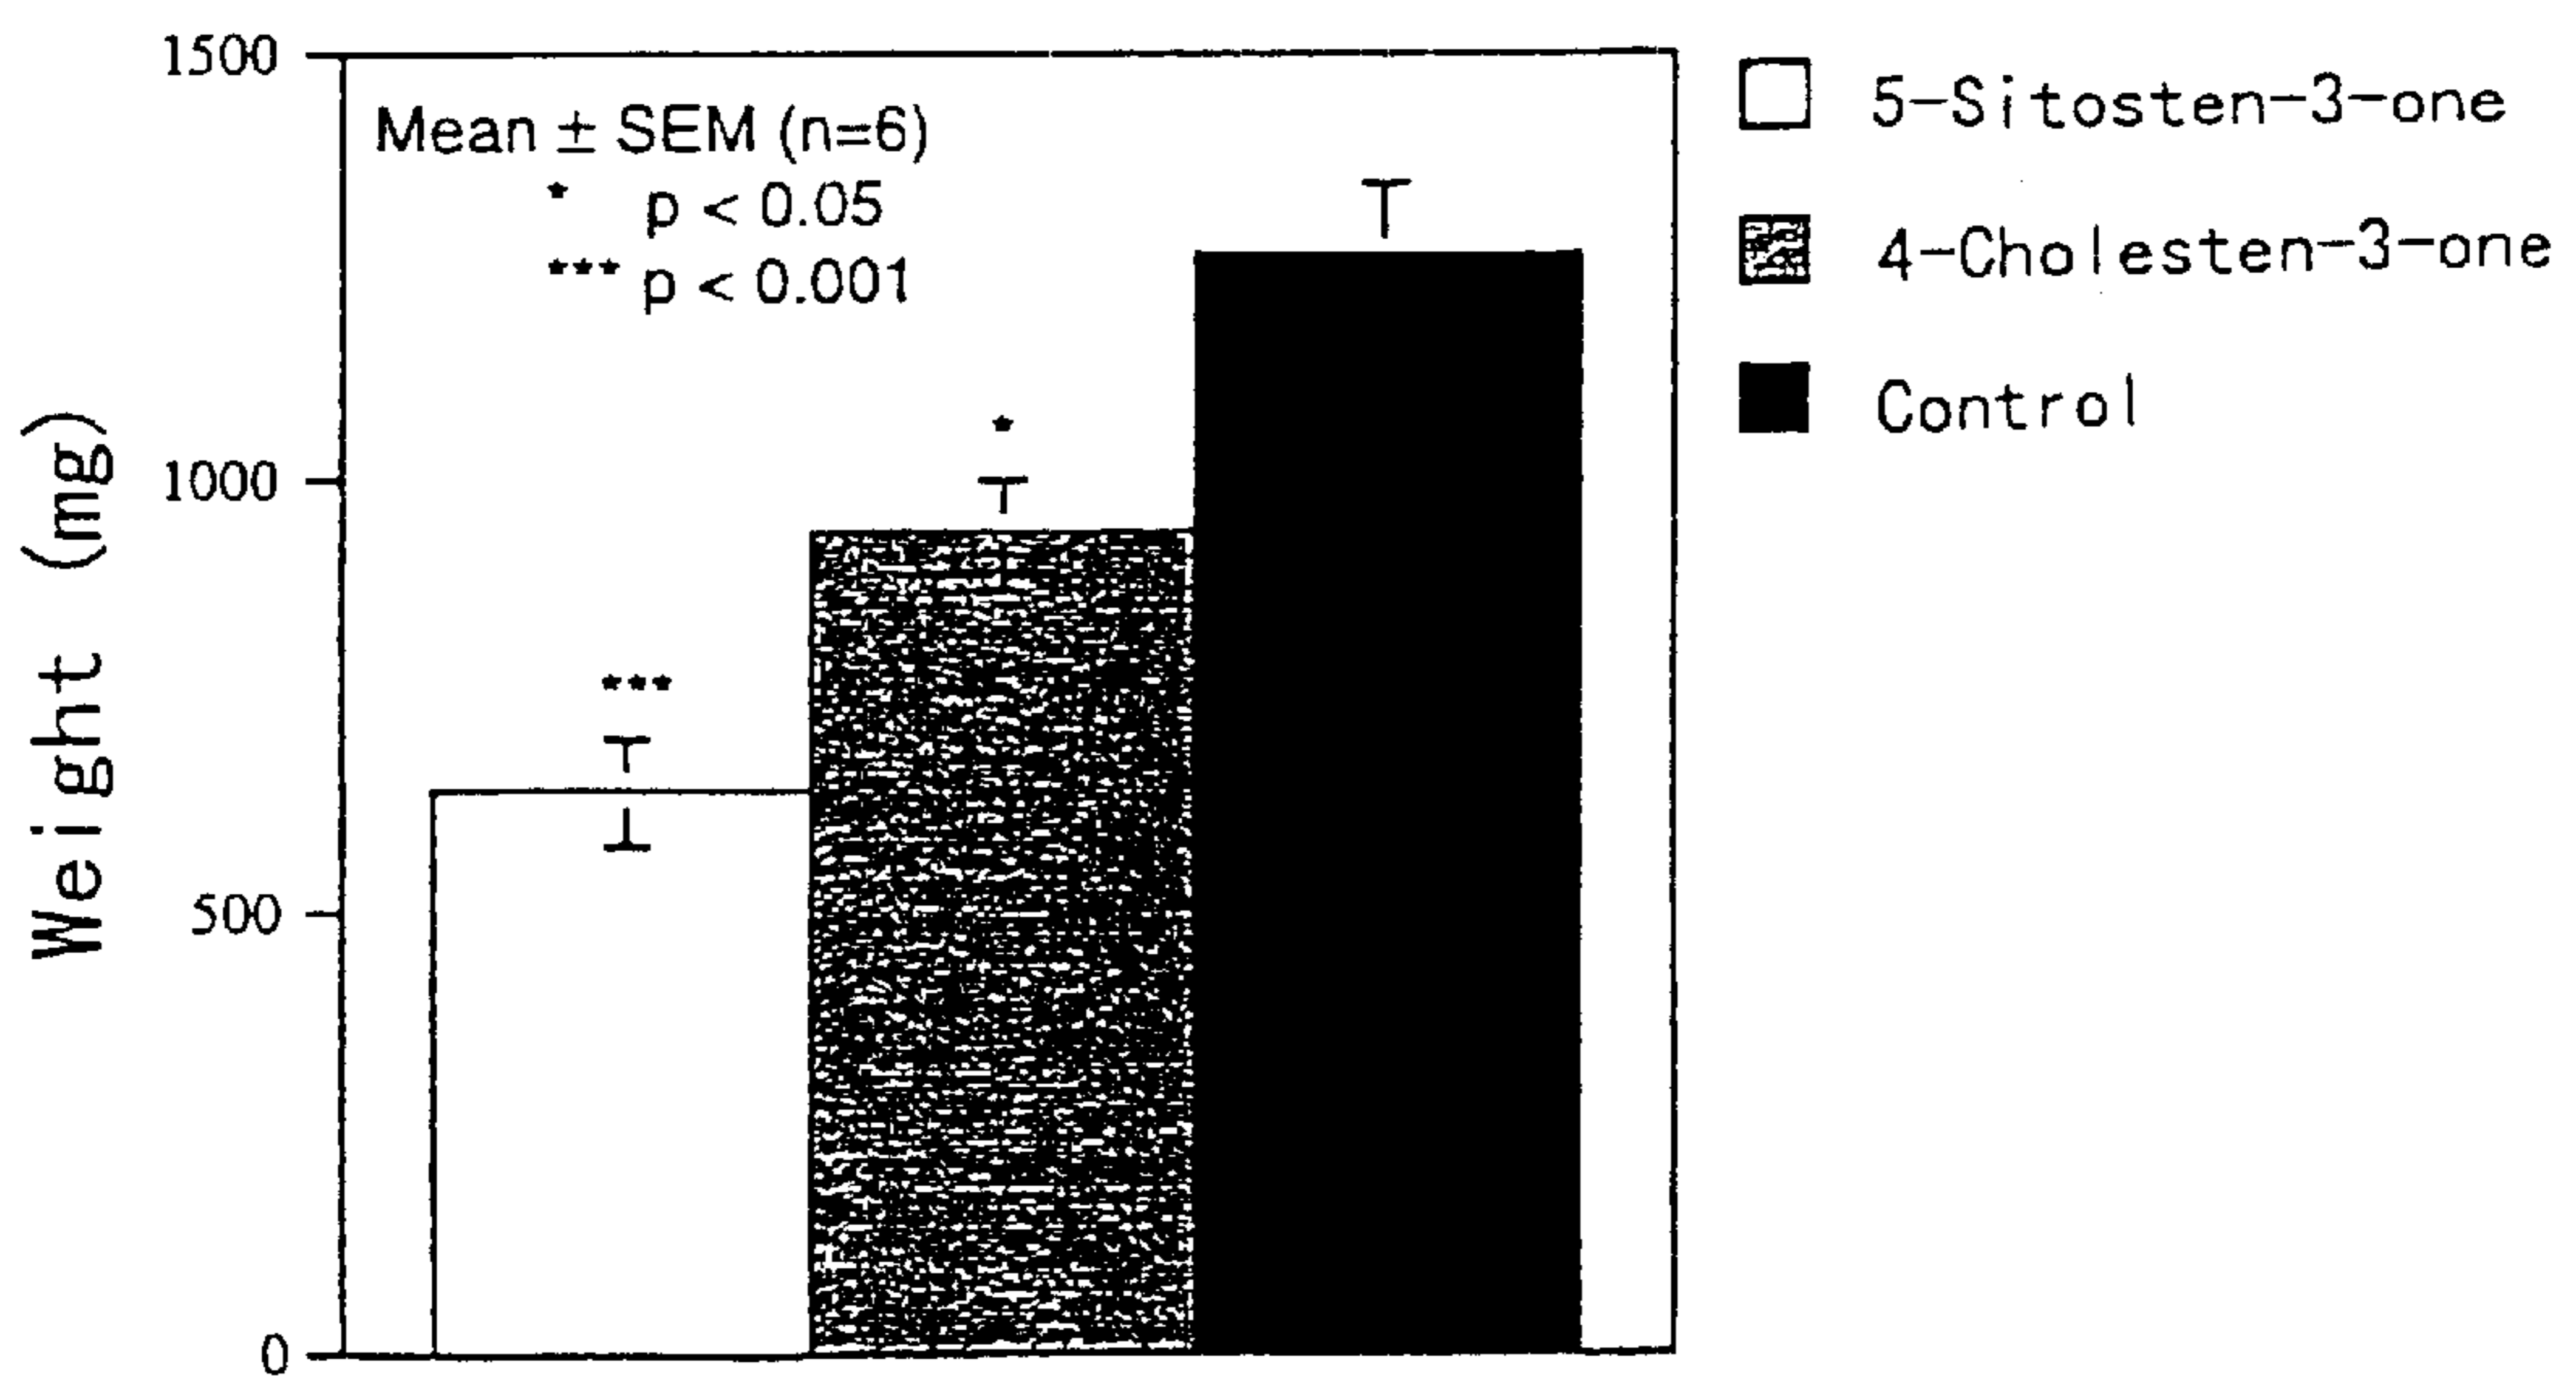 1500
Mean ± SEM (n=6)
* p < 0.05
*** p < 0.001
5-Sitosten-3-one
4-Cholesten-3-one
Control
*
1000
Weight (mg)
***
500
0